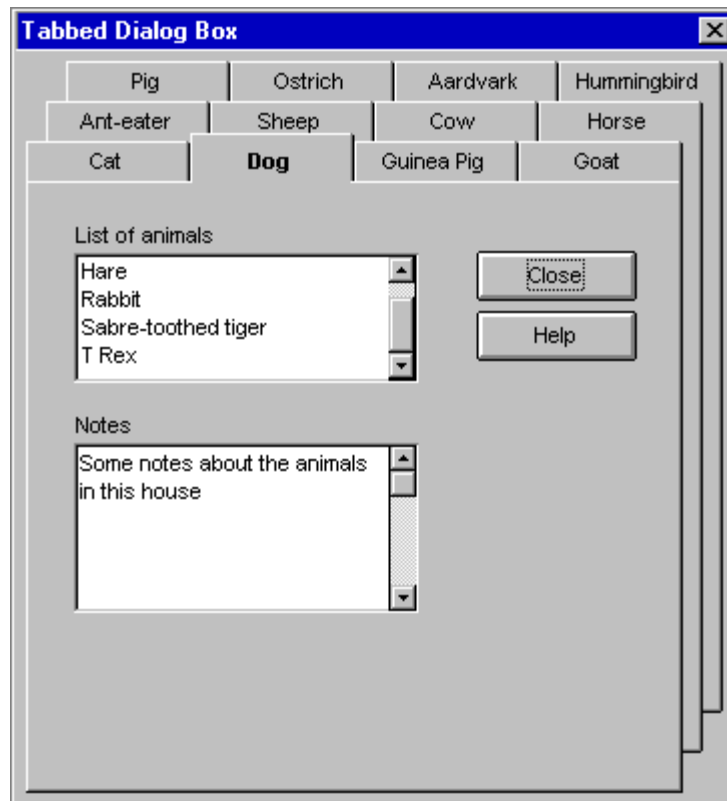 Tabbed Dialog Box
Pig Ostrich Aardvark Hummingbird
Ant-eater Sheep Cow Horse
Cat Dog Guinea Pig Goat
List of animals
Hare
Rabbit
Sabre-toothed tiger
T Rex
Close
Help
Notes
Some notes about the animals
in this house